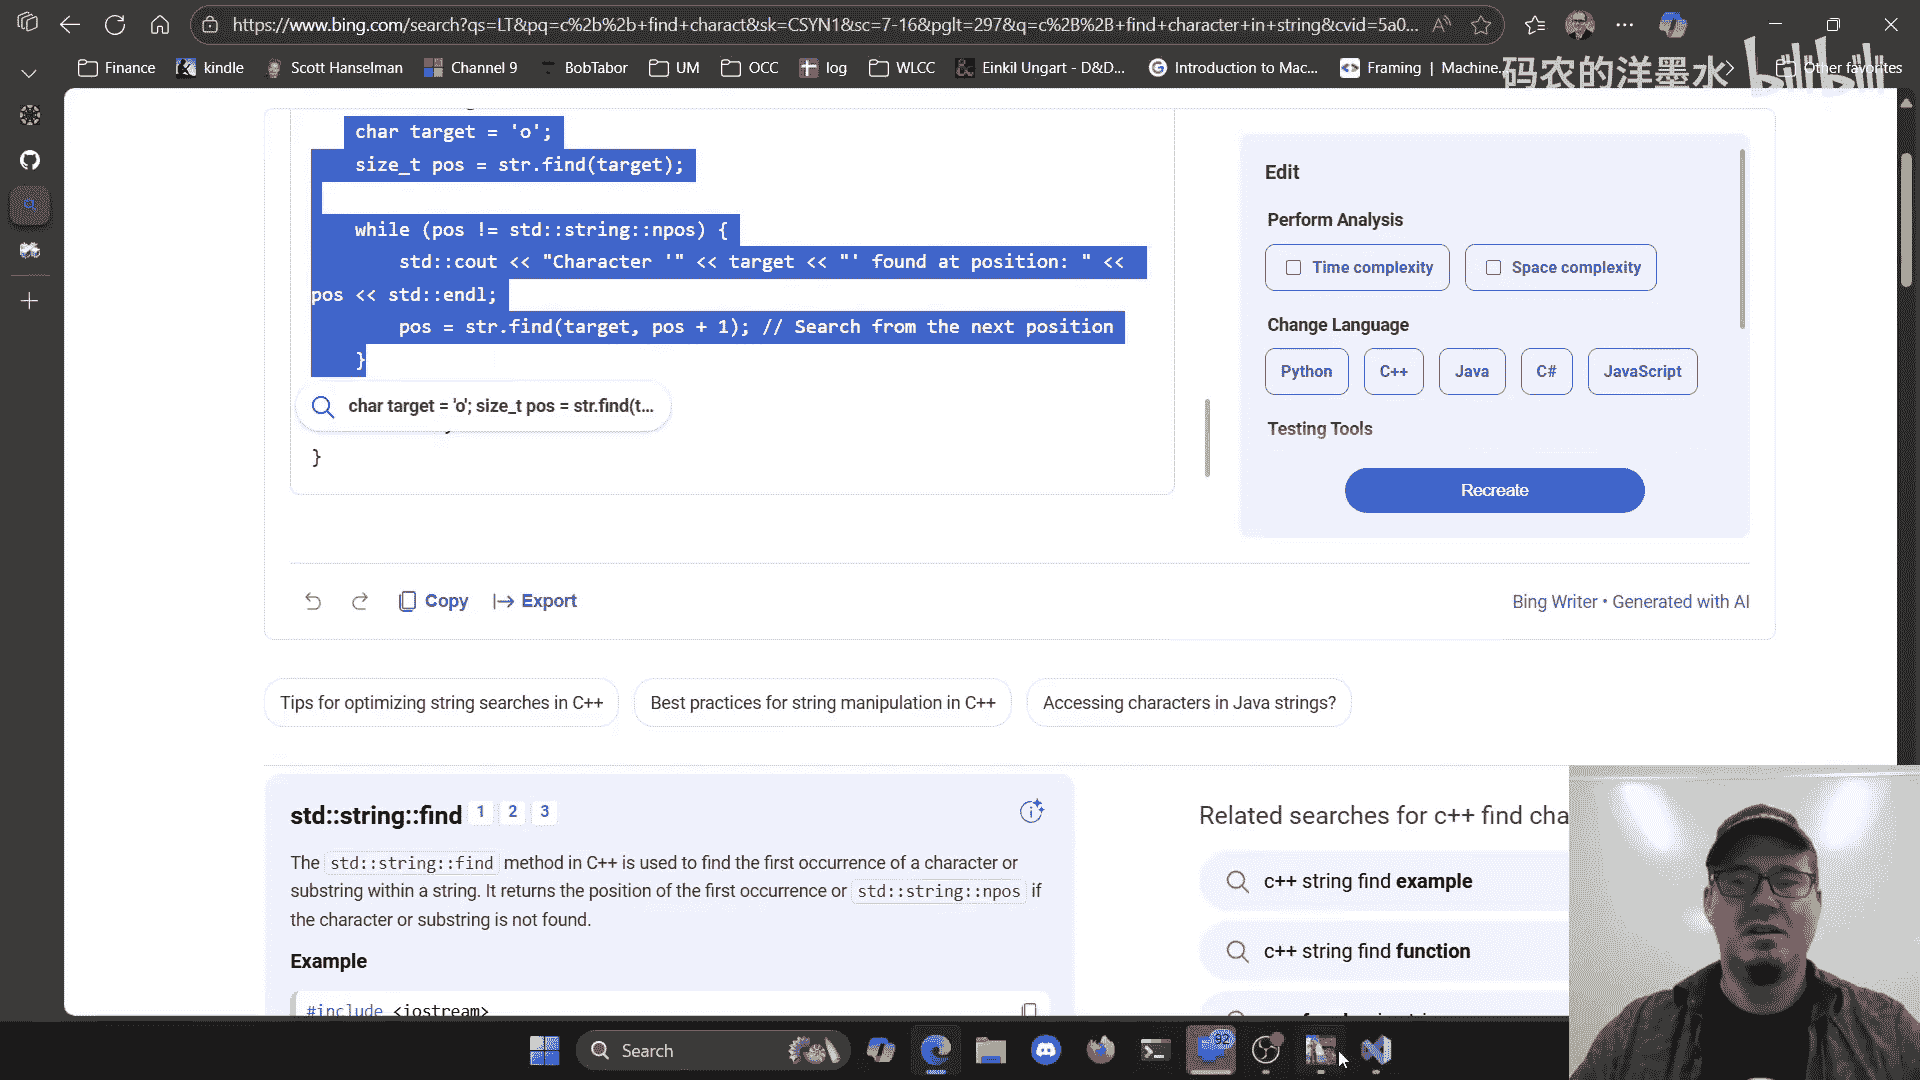 https://www.bing.com/search?qs=LT&pq=c%2b%2b+find+charact&sk=CSYN1&sc=7-16&pglt=297&q=c%2B%2B+find+character+in+string&cvid=5a0...
Finance kindle Scott Hanselman Channel 9 BobTabor UM OCC log WLCC Einkil Ungart - D&D... Introduction to Mac... Framing | Machine... Other favorites
码农的洋墨水 bilibili
char target = 'o';
size_t pos = str.find(target);
while (pos != std::string::npos) {
std::cout << "Character '" << target << "' found at position: " <<
pos << std::endl;
pos = str.find(target, pos + 1); // Search from the next position
}
char target = 'o'; size_t pos = str.find(t...
}
Edit
Perform Analysis
Time complexity Space complexity
Change Language
Python C++ Java C# JavaScript
Testing Tools
Recreate
Copy Export
Bing Writer • Generated with AI
Tips for optimizing string searches in C++ Best practices for string manipulation in C++ Accessing characters in Java strings?
std::string::find 1 2 3
The std::string::find method in C++ is used to find the first occurrence of a character or
substring within a string. It returns the position of the first occurrence or std::string::npos if
the character or substring is not found.
Example
#include <iostream>
Related searches for c++ find cha
c++ string find example
c++ string find function
Search
92